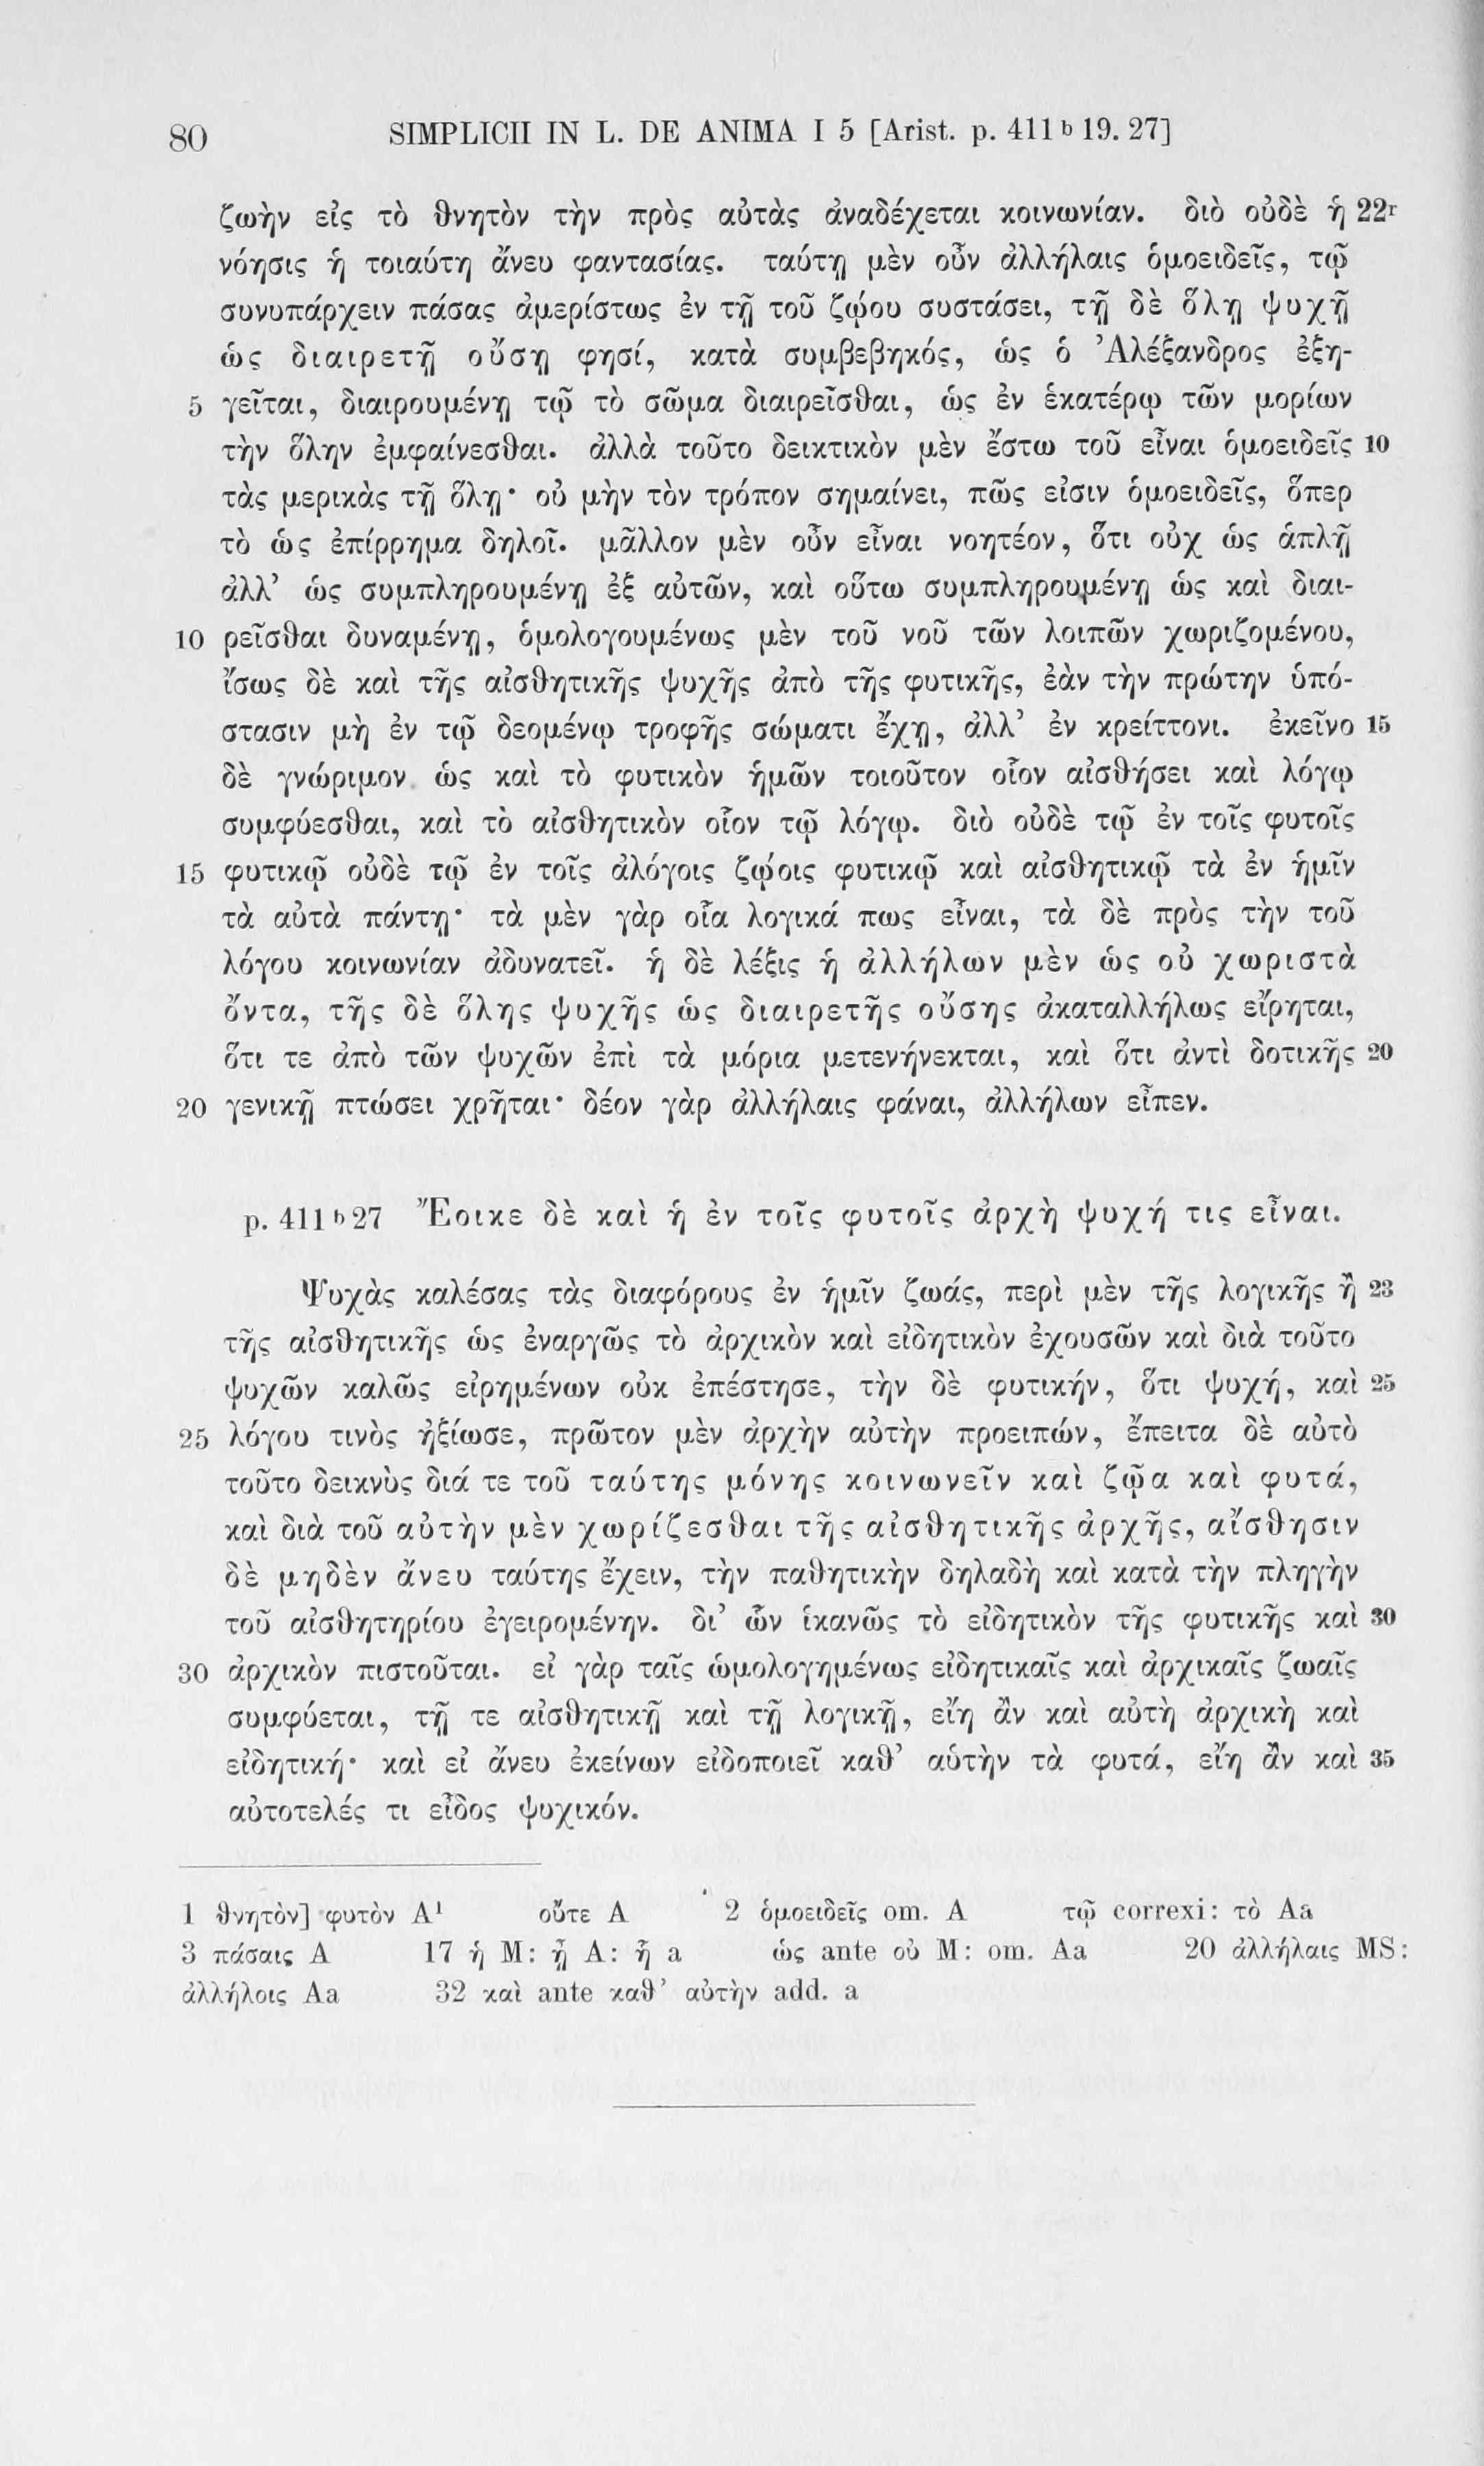 80 SIMPLICII IN L. DE ANIMA I 5 [Arist. p. 411ᵇ 19. 27]
ζωὴν εἰς τὸ θνητὸν τὴν πρὸς αὐτὰς ἀναδέχεται κοινωνίαν. διὸ οὐδὲ ἡ 22ʳ
νόησις ἡ τοιαύτη ἄνευ φαντασίας. ταύτῃ μὲν οὖν ἀλλήλαις ὁμοειδεῖς, τῷ
συνυπάρχειν πάσας ἀμερίστως ἐν τῇ τοῦ ζῴου συστάσει, τῇ δὲ ὅλῃ ψυχῇ
ὡς διαιρετῇ οὔσῃ φησί, κατὰ συμβεβηκός, ὡς ὁ Ἀλέξανδρος ἐξη-
5 γεῖται, διαιρουμένῃ τῷ τὸ σῶμα διαιρεῖσθαι, ὡς ἐν ἑκατέρῳ τῶν μορίων
τὴν ὅλην ἐμφαίνεσθαι. ἀλλὰ τοῦτο δεικτικὸν μὲν ἔστω τοῦ εἶναι ὁμοειδεῖς 10
τὰς μερικὰς τῇ ὅλῃ· οὐ μὴν τὸν τρόπον σημαίνει, πῶς εἰσιν ὁμοειδεῖς, ὅπερ
τὸ ὡς ἐπίρρημα δηλοῖ. μᾶλλον μὲν οὖν εἶναι νοητέον, ὅτι οὐχ ὡς ἁπλῇ
ἀλλ’ ὡς συμπληρουμένῃ ἐξ αὐτῶν, καὶ οὕτω συμπληρουμένῃ ὡς καὶ διαι-
10 ρεῖσθαι δυναμένῃ, ὁμολογουμένως μὲν τοῦ νοῦ τῶν λοιπῶν χωριζομένου,
ἴσως δὲ καὶ τῆς αἰσθητικῆς ψυχῆς ἀπὸ τῆς φυτικῆς, ἐὰν τὴν πρώτην ὑπό-
στασιν μὴ ἐν τῷ δεομένῳ τροφῆς σώματι ἔχῃ, ἀλλ’ ἐν κρείττονι. ἐκεῖνο 15
δὲ γνώριμον ὡς καὶ τὸ φυτικὸν ἡμῶν τοιοῦτον οἷον αἰσθήσει καὶ λόγῳ
συμφύεσθαι, καὶ τὸ αἰσθητικὸν οἷον τῷ λόγῳ. διὸ οὐδὲ τῷ ἐν τοῖς φυτοῖς
15 φυτικῷ οὐδὲ τῷ ἐν τοῖς ἀλόγοις ζῴοις φυτικῷ καὶ αἰσθητικῷ τὰ ἐν ἡμῖν
τὰ αὐτὰ πάντῃ· τὰ μὲν γὰρ οἷα λογικά πως εἶναι, τὰ δὲ πρὸς τὴν τοῦ
λόγου κοινωνίαν ἀδυνατεῖ. ἡ δὲ λέξις ἡ ἀλλήλων μὲν ὡς οὐ χωριστὰ
ὄντα, τῆς δὲ ὅλης ψυχῆς ὡς διαιρετῆς οὔσης ἀκαταλλήλως εἴρηται,
ὅτι τε ἀπὸ τῶν ψυχῶν ἐπὶ τὰ μόρια μετενήνεκται, καὶ ὅτι ἀντὶ δοτικῆς 20
20 γενικῇ πτώσει χρῆται· δέον γὰρ ἀλλήλαις φάναι, ἀλλήλων εἶπεν.
p. 411ᵇ27 Ἔοικε δὲ καὶ ἡ ἐν τοῖς φυτοῖς ἀρχὴ ψυχή τις εἶναι.
Ψυχὰς καλέσας τὰς διαφόρους ἐν ἡμῖν ζωάς, περὶ μὲν τῆς λογικῆς ἢ 23
τῆς αἰσθητικῆς ὡς ἐναργῶς τὸ ἀρχικὸν καὶ εἰδητικὸν ἐχουσῶν καὶ διὰ τοῦτο
ψυχῶν καλῶς εἰρημένων οὐκ ἐπέστησε, τὴν δὲ φυτικήν, ὅτι ψυχή, καὶ 25
25 λόγου τινὸς ἠξίωσε, πρῶτον μὲν ἀρχὴν αὐτὴν προειπών, ἔπειτα δὲ αὐτὸ
τοῦτο δεικνὺς διά τε τοῦ ταύτης μόνης κοινωνεῖν καὶ ζῷα καὶ φυτά,
καὶ διὰ τοῦ αὐτὴν μὲν χωρίζεσθαι τῆς αἰσθητικῆς ἀρχῆς, αἴσθησιν
δὲ μηδὲν ἄνευ ταύτης ἔχειν, τὴν παθητικὴν δηλαδὴ καὶ κατὰ τὴν πληγὴν
τοῦ αἰσθητηρίου ἐγειρομένην. δι’ ὧν ἱκανῶς τὸ εἰδητικὸν τῆς φυτικῆς καὶ 30
30 ἀρχικὸν πιστοῦται. εἰ γὰρ ταῖς ὡμολογημένως εἰδητικαῖς καὶ ἀρχικαῖς ζωαῖς
συμφύεται, τῇ τε αἰσθητικῇ καὶ τῇ λογικῇ, εἴη ἂν καὶ αὐτὴ ἀρχικὴ καὶ
εἰδητική· καὶ εἰ ἄνευ ἐκείνων εἰδοποιεῖ καθ’ αὑτὴν τὰ φυτά, εἴη ἂν καὶ 35
αὐτοτελές τι εἶδος ψυχικόν.
1 θνητὸν] φυτὸν A¹ οὔτε A 2 ὁμοειδεῖς om. A τῷ correxi: τὸ Aa
3 πάσαις A 17 ἡ M: ᾗ A: ἦ a ὡς ante οὐ M: om. Aa 20 ἀλλήλαις MS:
ἀλλήλοις Aa 32 καὶ ante καθ’ αὑτὴν add. a